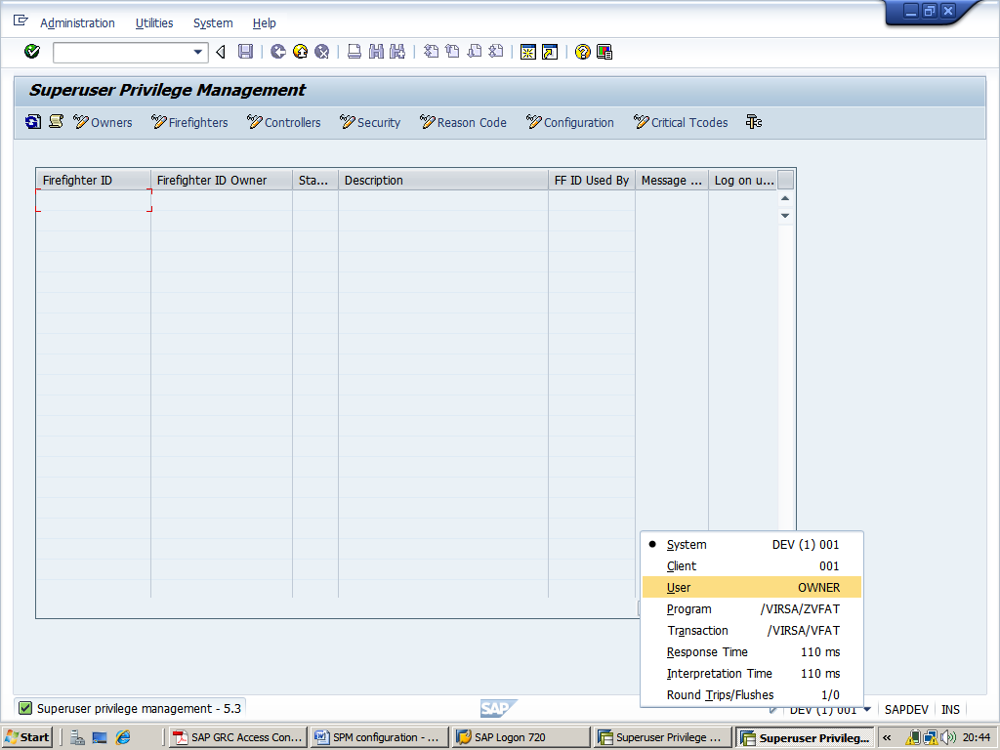 Administration Utilities System Help
Superuser Privilege Management
Owners Firefighters Controllers Security Reason Code Configuration Critical Tcodes
Firefighter ID Firefighter ID Owner Sta... Description FF ID Used By Message ... Log on u...
System DEV (1) 001
Client 001
User OWNER
Program /VIRSA/ZVFAT
Transaction /VIRSA/VFAT
Response Time 110 ms
Interpretation Time 110 ms
Round Trips/Flushes 1/0
Superuser privilege management - 5.3 SAP DEV (1) 001 SAPDEV INS
Start SAP GRC Access Con... SPM configuration - ... SAP Logon 720 Superuser Privilege ... Superuser Privileg... « 20:44